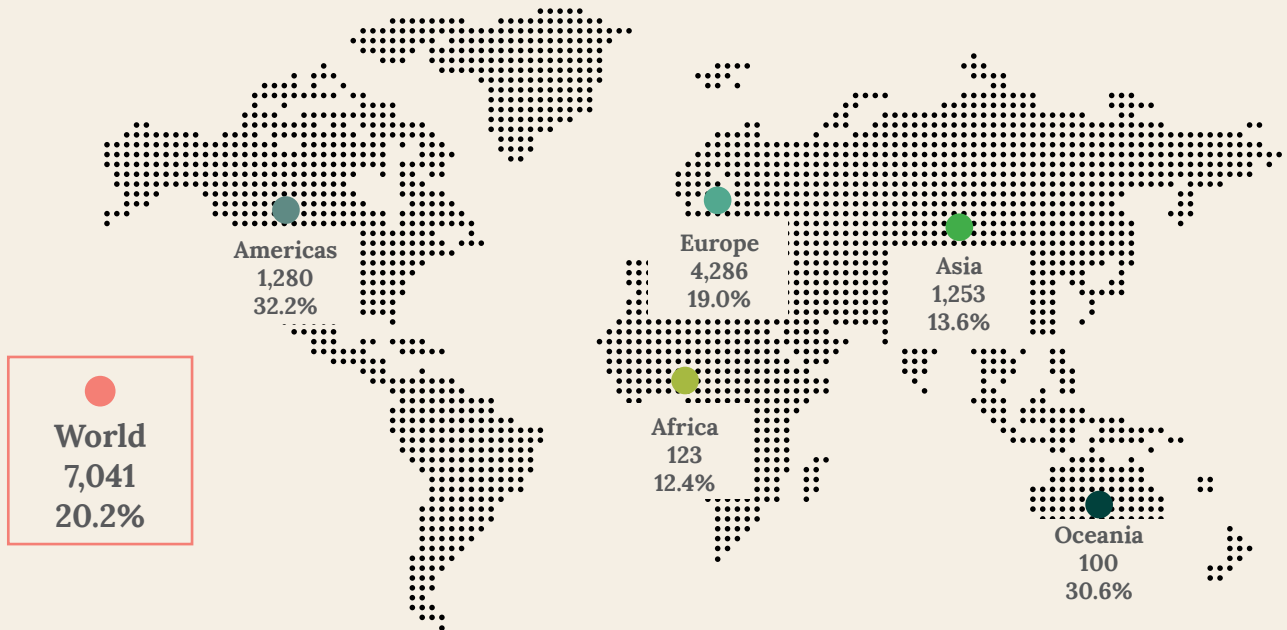 Americas
1,280
32.2%
Europe
4,286
19.0%
Asia
1,253
13.6%
World
7,041
20.2%
Africa
123
12.4%
Oceania
100
30.6%